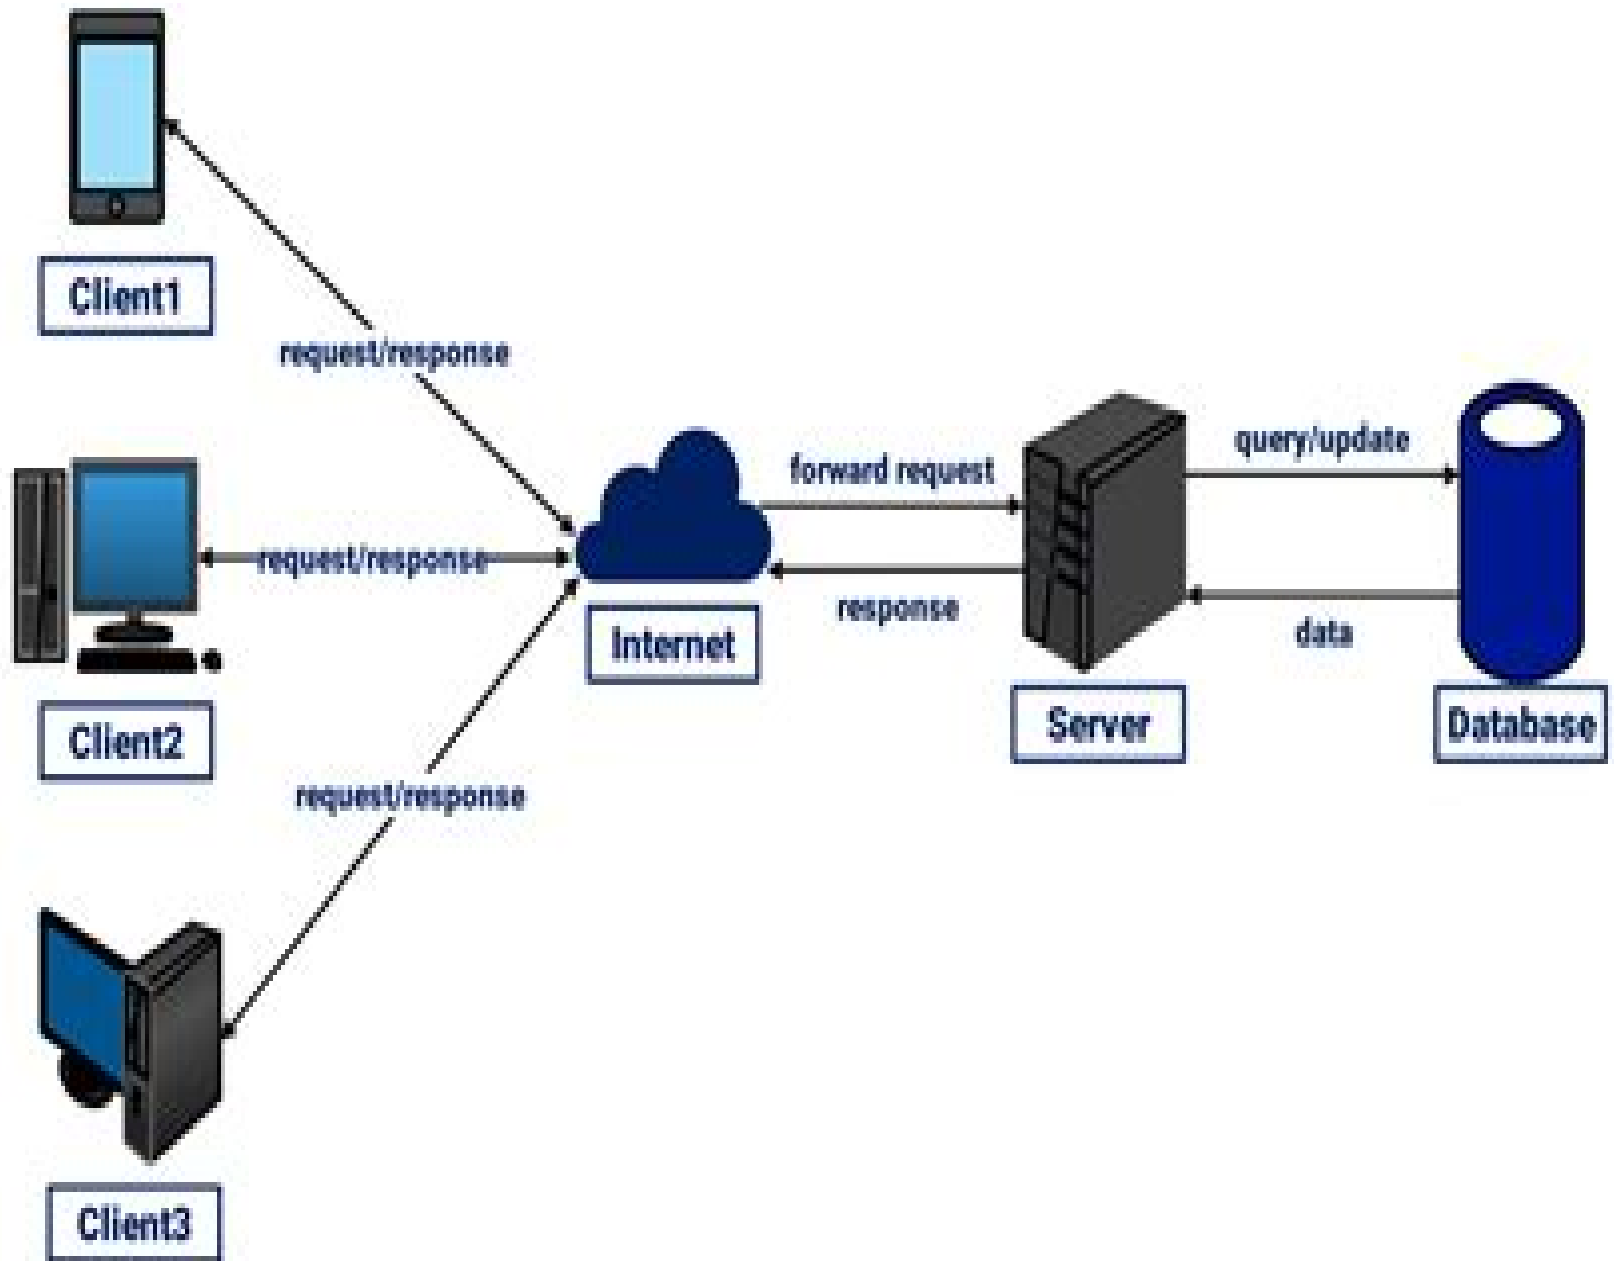 Client1
request/response
Client2
request/response
Client3
request/response
Internet
forward request
response
Server
query/update
data
Database